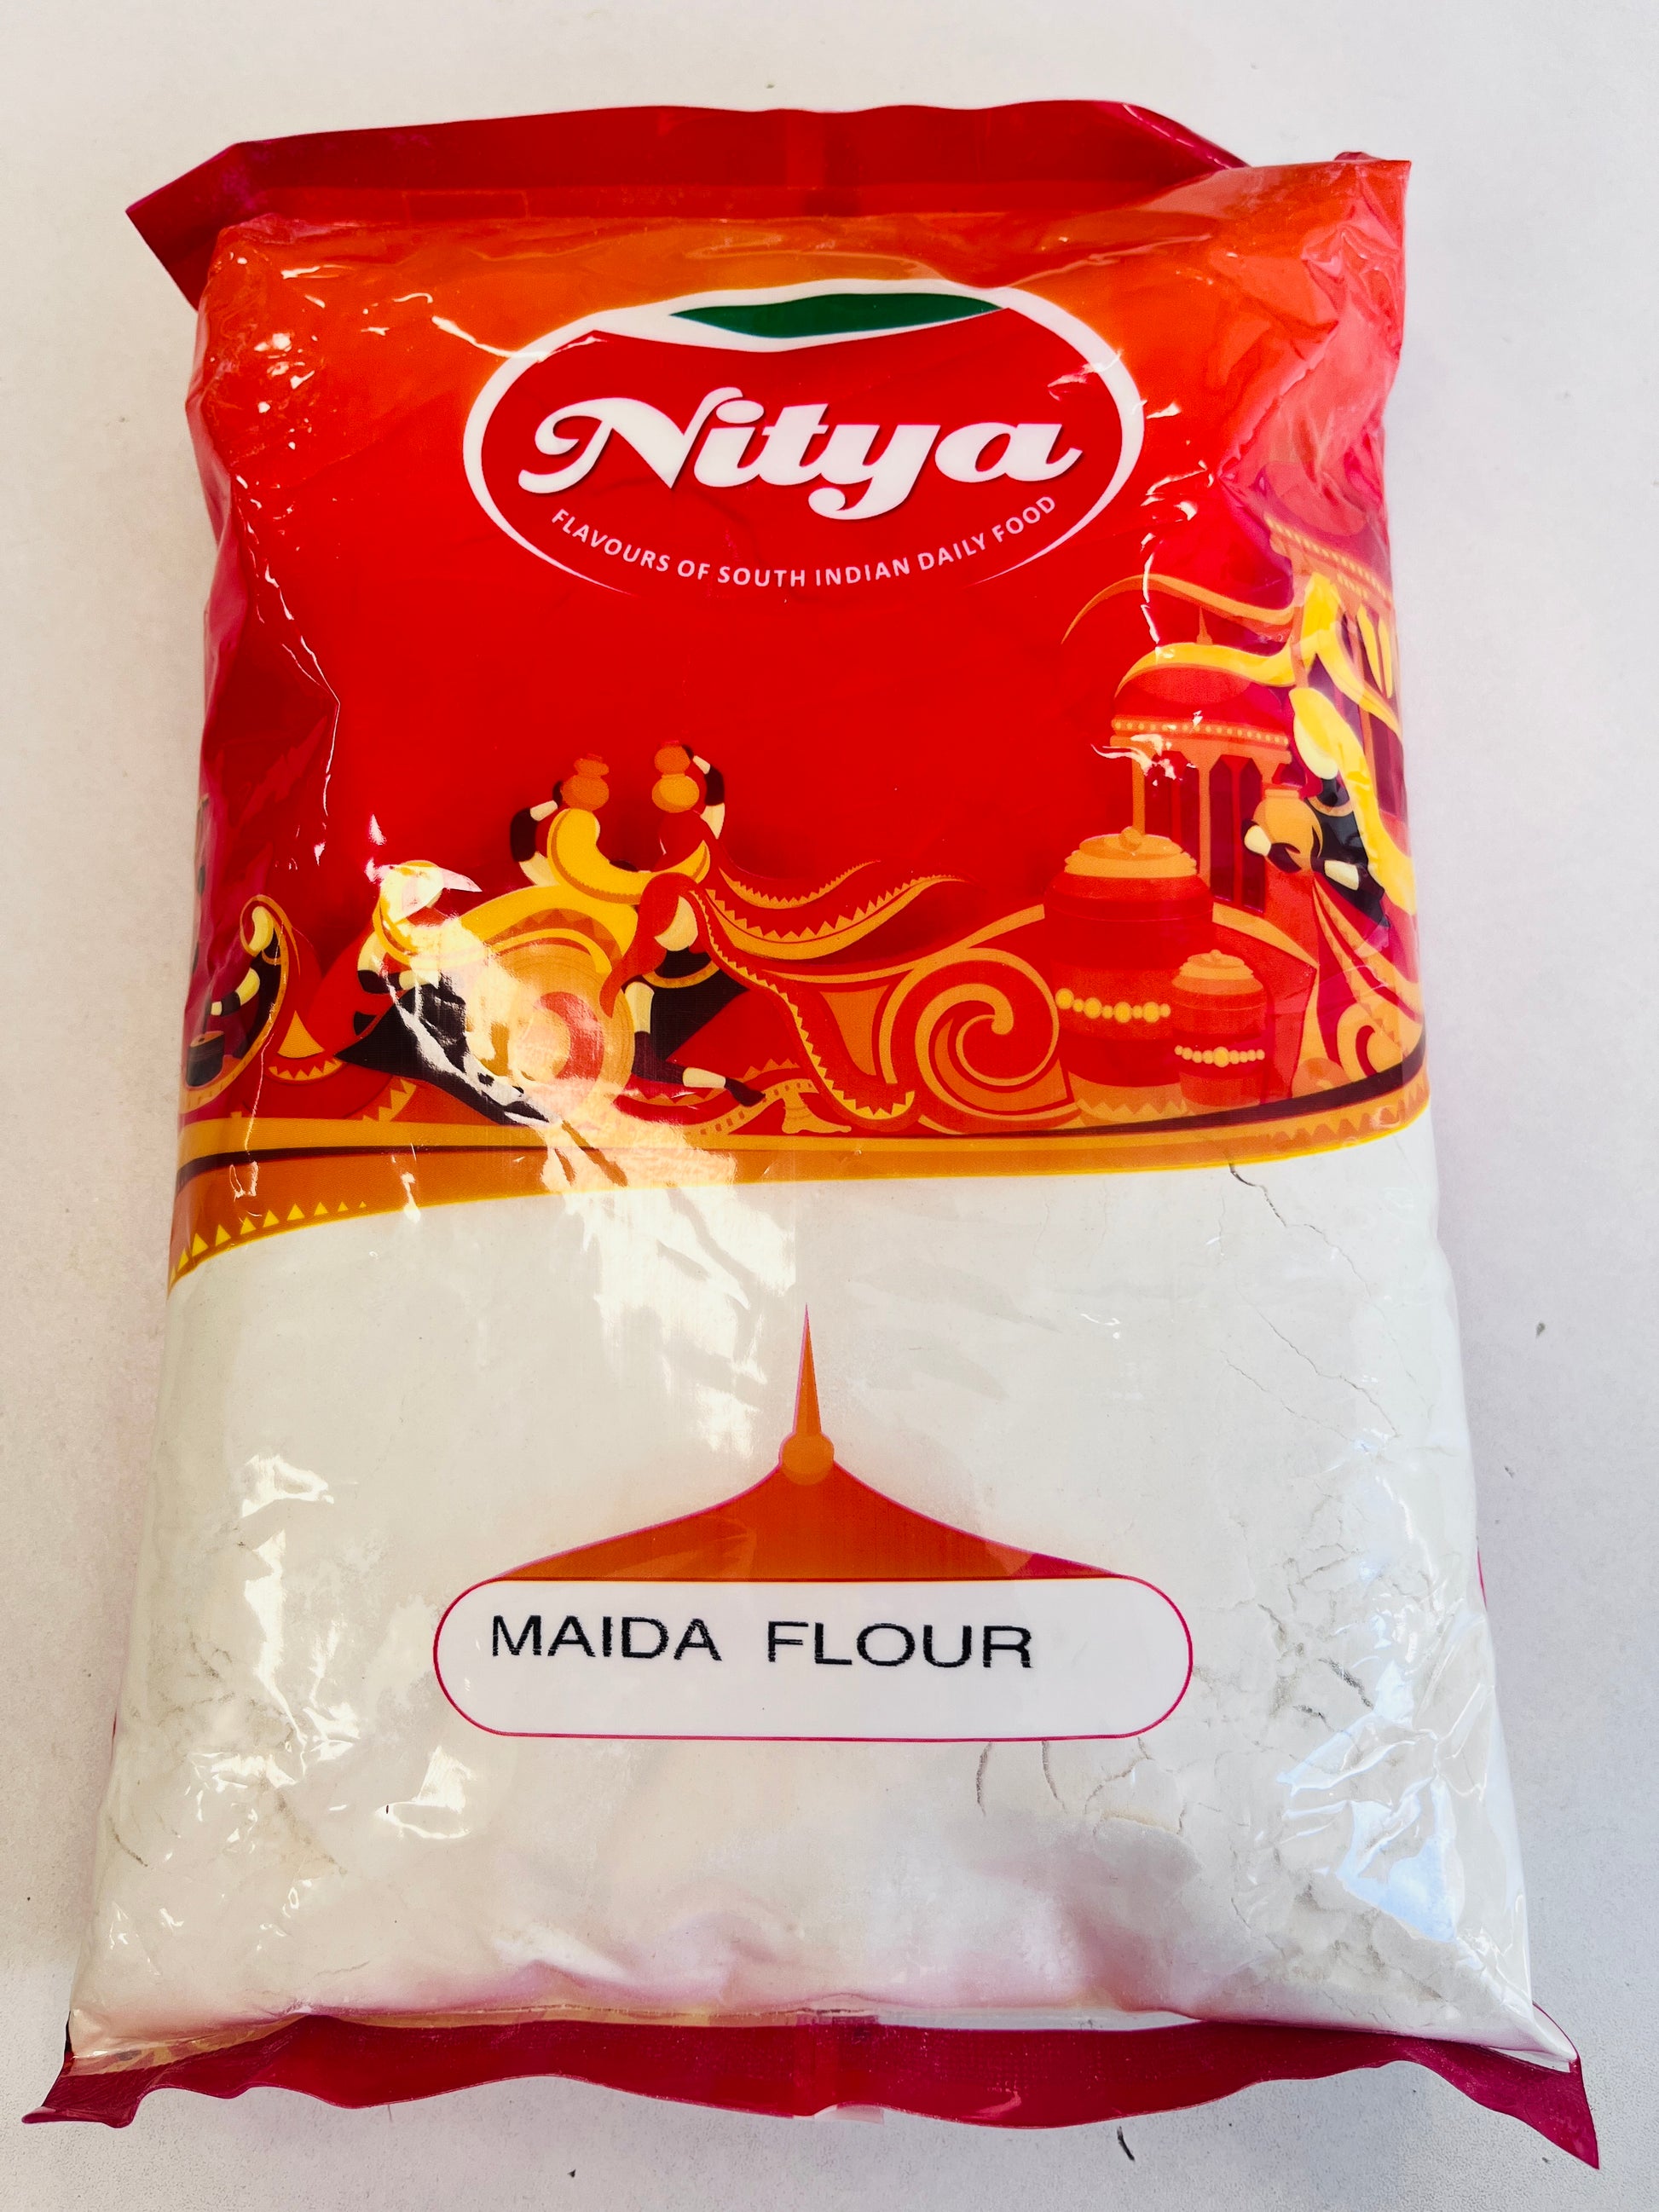 Nitya
FLAVOURS OF SOUTH INDIAN DAILY FOOD
MAIDA FLOUR